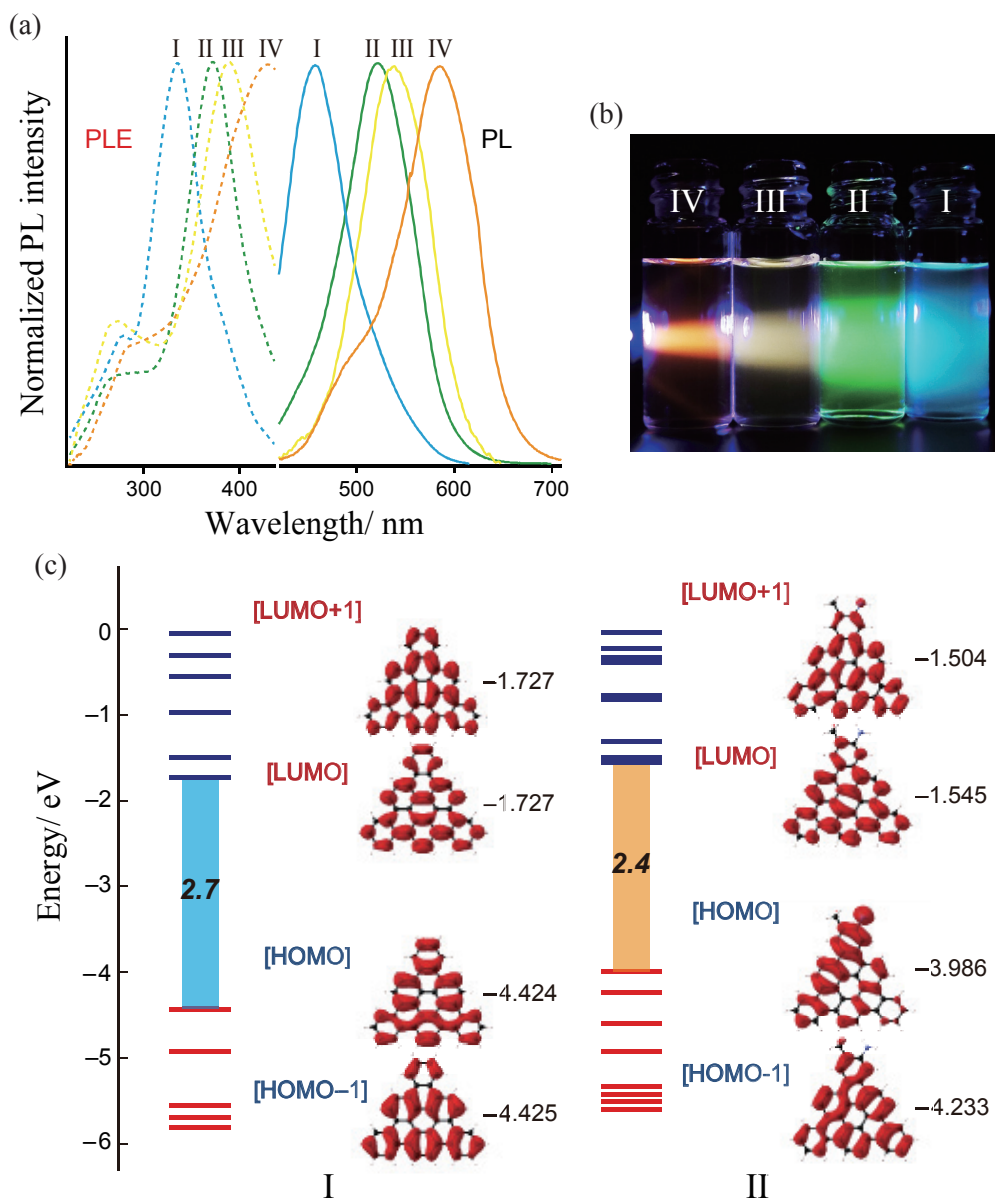 (a)
I II III IV I II III IV
PLE
PL
Normalized PL intensity
300 400 500 600 700
Wavelength/ nm
(b)
IV III II I
(c)
Energy/ eV
0
–1
–2
–3
–4
–5
–6
2.7
[LUMO+1]
–1.727
[LUMO]
–1.727
[HOMO]
–4.424
[HOMO–1]
–4.425
I
2.4
[LUMO+1]
–1.504
[LUMO]
–1.545
[HOMO]
–3.986
[HOMO-1]
–4.233
II